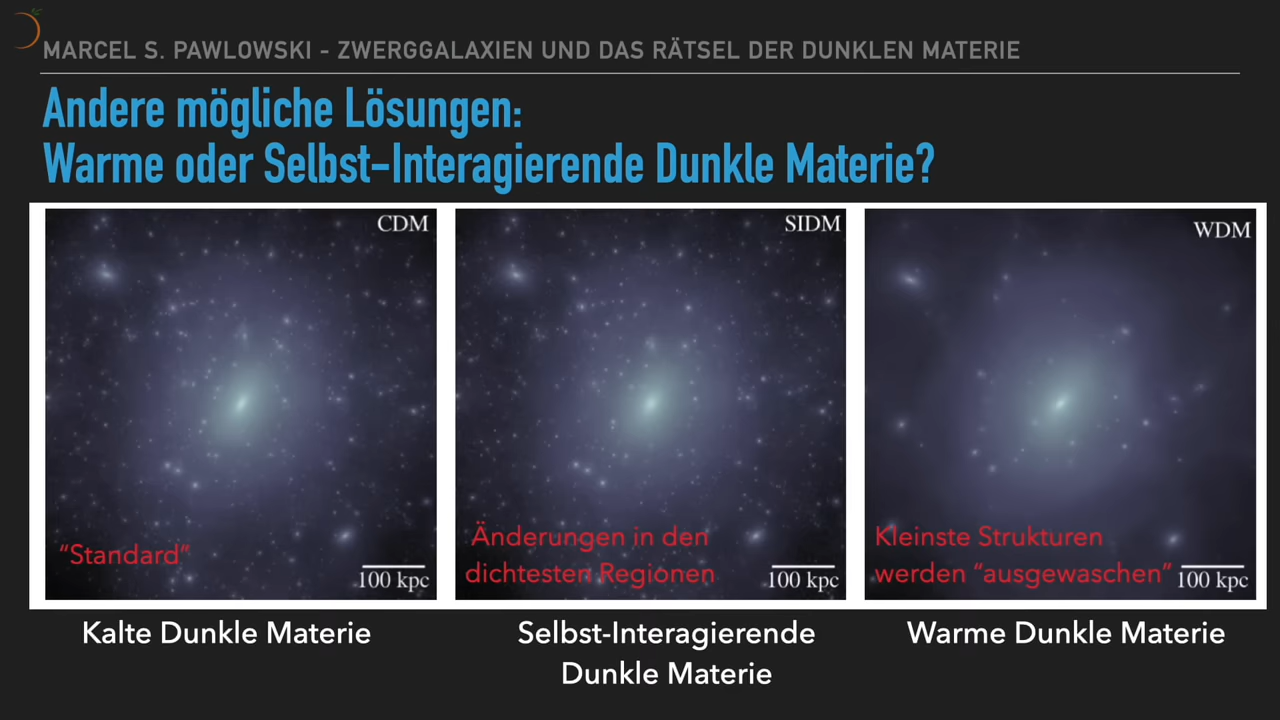 MARCEL S. PAWLOWSKI - ZWERGGALAXIEN UND DAS RÄTSEL DER DUNKLEN MATERIE
Andere mögliche Lösungen:
Warme oder Selbst-Interagierende Dunkle Materie?
CDM
"Standard"
100 kpc
Kalte Dunkle Materie
SIDM
Änderungen in den
dichtesten Regionen
100 kpc
Selbst-Interagierende
Dunkle Materie
WDM
Kleinste Strukturen
werden "ausgewaschen"
100 kpc
Warme Dunkle Materie